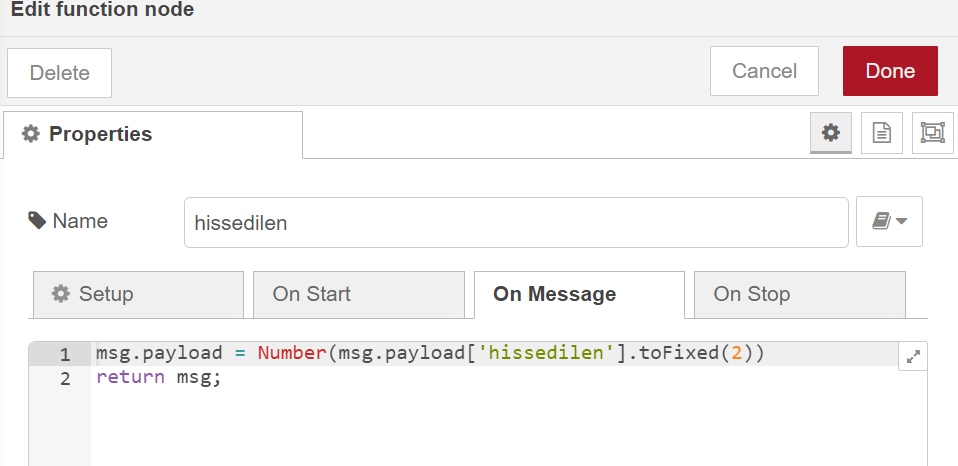 Edit function node
Delete
Cancel
Done
Properties
Name
hissedilen
Setup
On Start
On Message
On Stop
1 msg.payload = Number(msg.payload['hissedilen'].toFixed(2))
2 return msg;